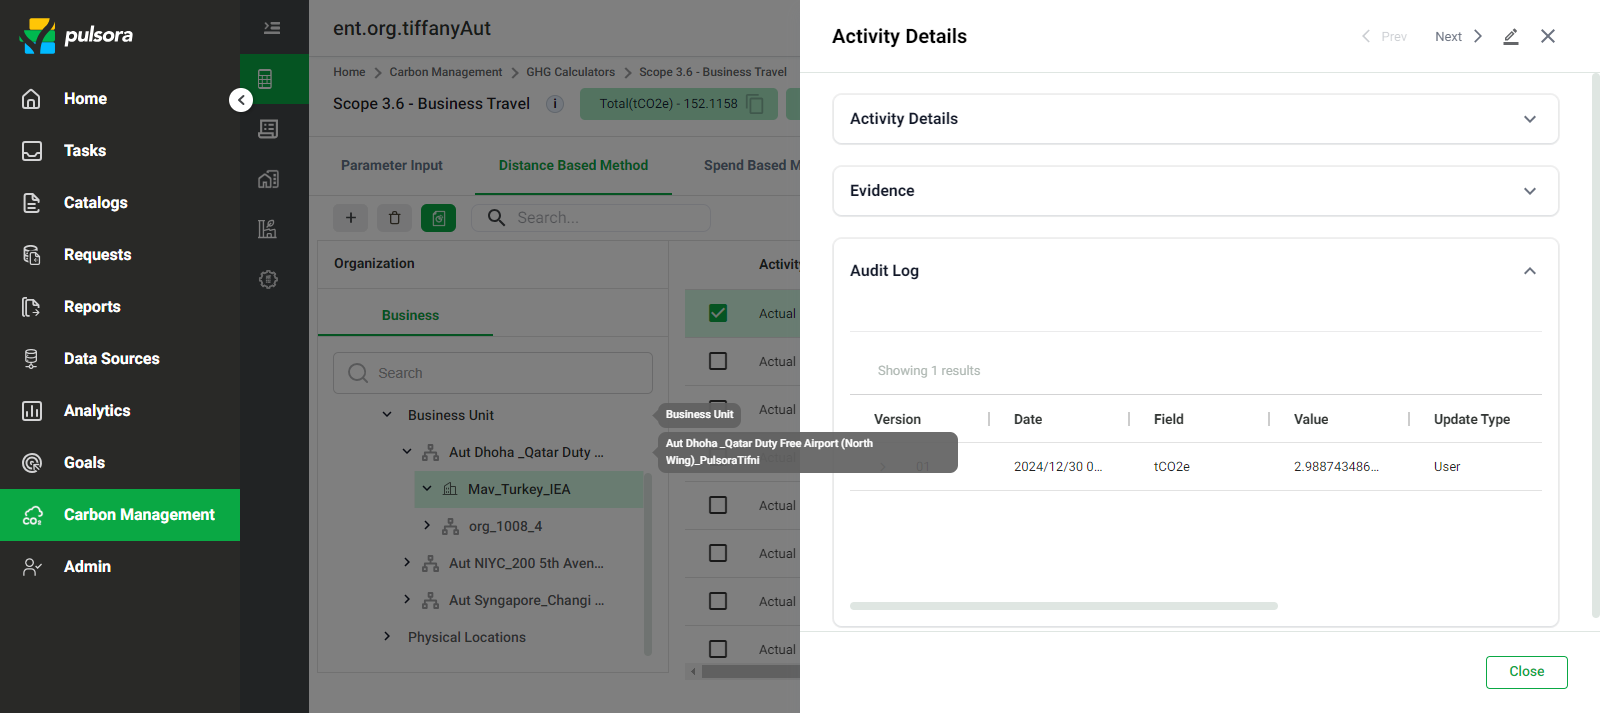 pulsora
Home
Tasks
Catalogs
Requests
Reports
Data Sources
Analytics
Goals
Carbon Management
Admin
ent.org.tiffanyAut
Home > Carbon Management > GHG Calculators > Scope 3.6 - Business Travel
Scope 3.6 - Business Travel
Total(tCO2e) - 152.1158
Parameter Input
Distance Based Method
Spend Based M
Search...
Organization
Business
Search
Business Unit
Aut Dhoha _Qatar Duty ...
Mav_Turkey_IEA
org_1008_4
Aut NIYC_200 5th Aven...
Aut Syngapore_Changi ...
Physical Locations
Business Unit
Aut Dhoha _Qatar Duty Free Airport (North
Wing)_PulsoraTifni
Activity
Actual
Actual
Actual
Actual
Actual
Actual
Actual
Activity Details
Prev
Next
Activity Details
Evidence
Audit Log
Showing 1 results
Version Date Field Value Update Type
01 2024/12/30 0... tCO2e 2.988743486... User
Close